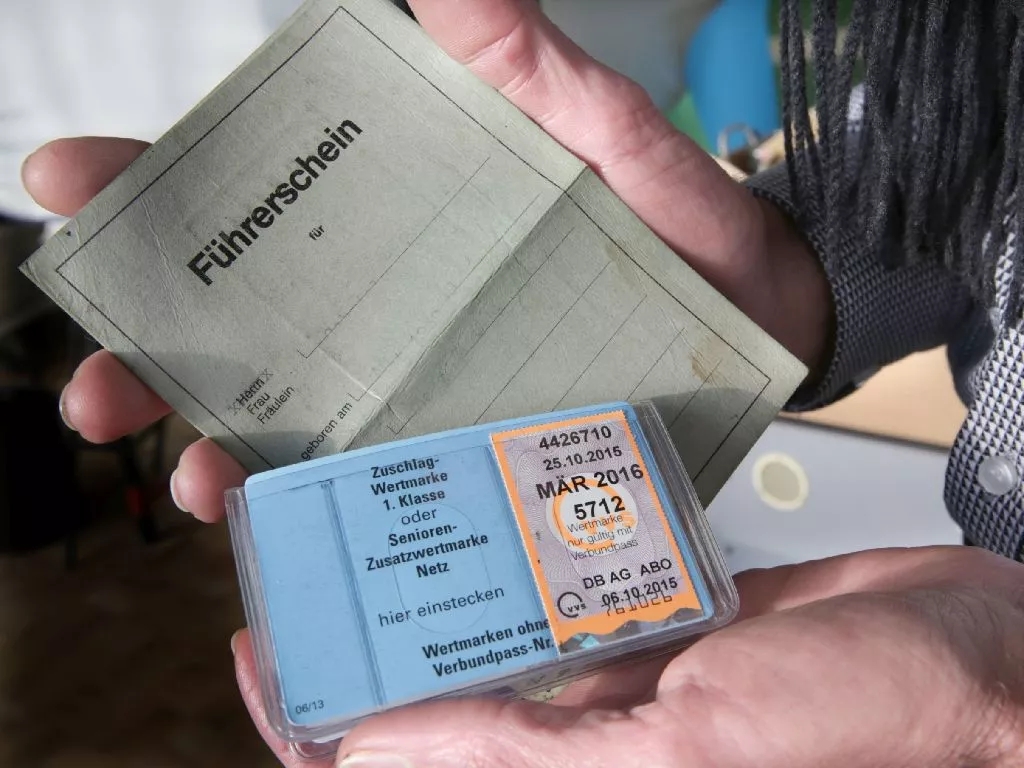 Führerschein
für
Herrn
Frau
Fräulein
geboren am
Zuschlag-
Wertmarke
1. Klasse
oder
Senioren-
Zusatzwertmarke
Netz
hier einstecken
Wertmarken ohne
Verbundpass-Nr.
06/13
4426710
25.10.2015
MÄR 2016
5712
Wertmarke
nur gültig mit
Verbundpass
DB AG ABO
vvs
06.10.2015